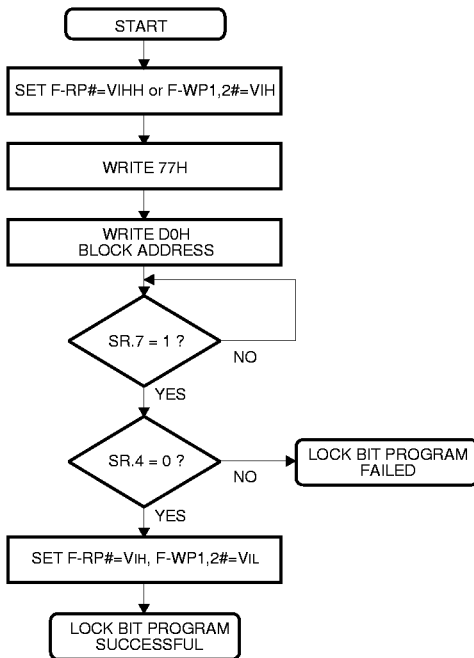 START
SET F-RP#=VIHH or F-WP1,2#=VIH
WRITE 77H
WRITE D0H
BLOCK ADDRESS
SR.7 = 1 ?
NO
YES
SR.4 = 0 ?
NO
LOCK BIT PROGRAM
FAILED
YES
SET F-RP#=VIH, F-WP1,2#=VIL
LOCK BIT PROGRAM
SUCCESSFUL